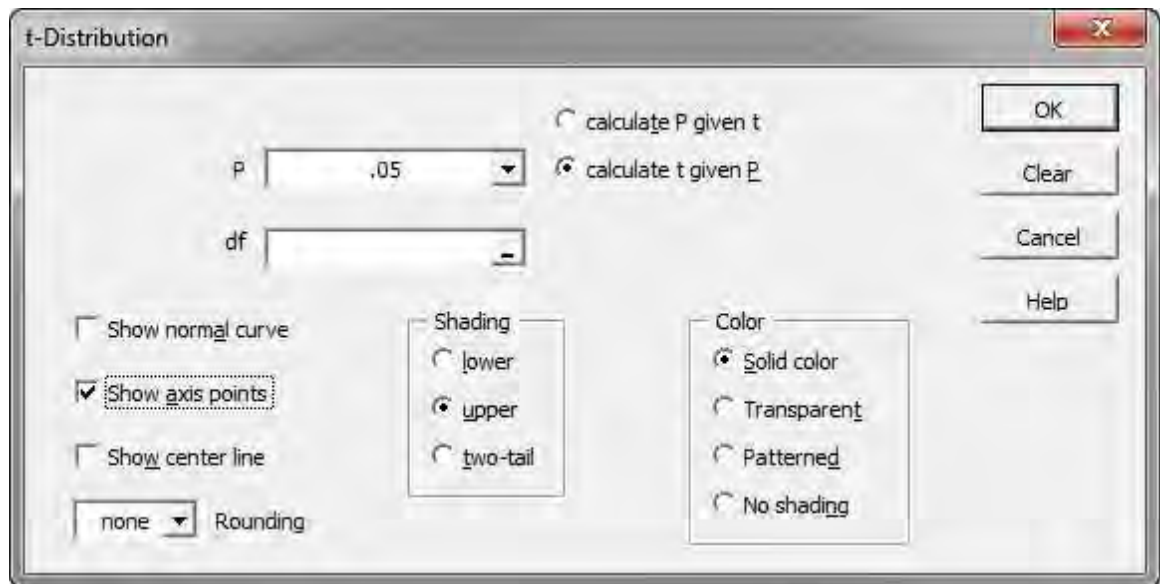 t-Distribution
calculate P given t
P .05 calculate t given P
df
OK
Clear
Cancel
Help
Show normal curve
Show axis points
Show center line
none Rounding
Shading
lower
upper
two-tail
Color
Solid color
Transparent
Patterned
No shading